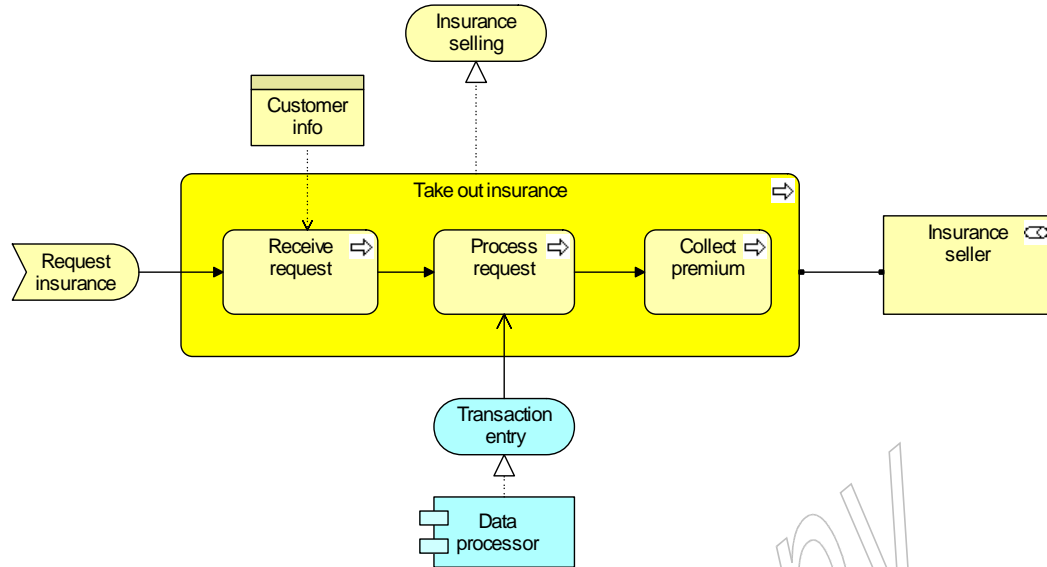 Insurance
selling
Customer
info
Take out insurance
Request
insurance
Receive
request
Process
request
Collect
premium
Insurance
seller
Transaction
entry
Data
processor